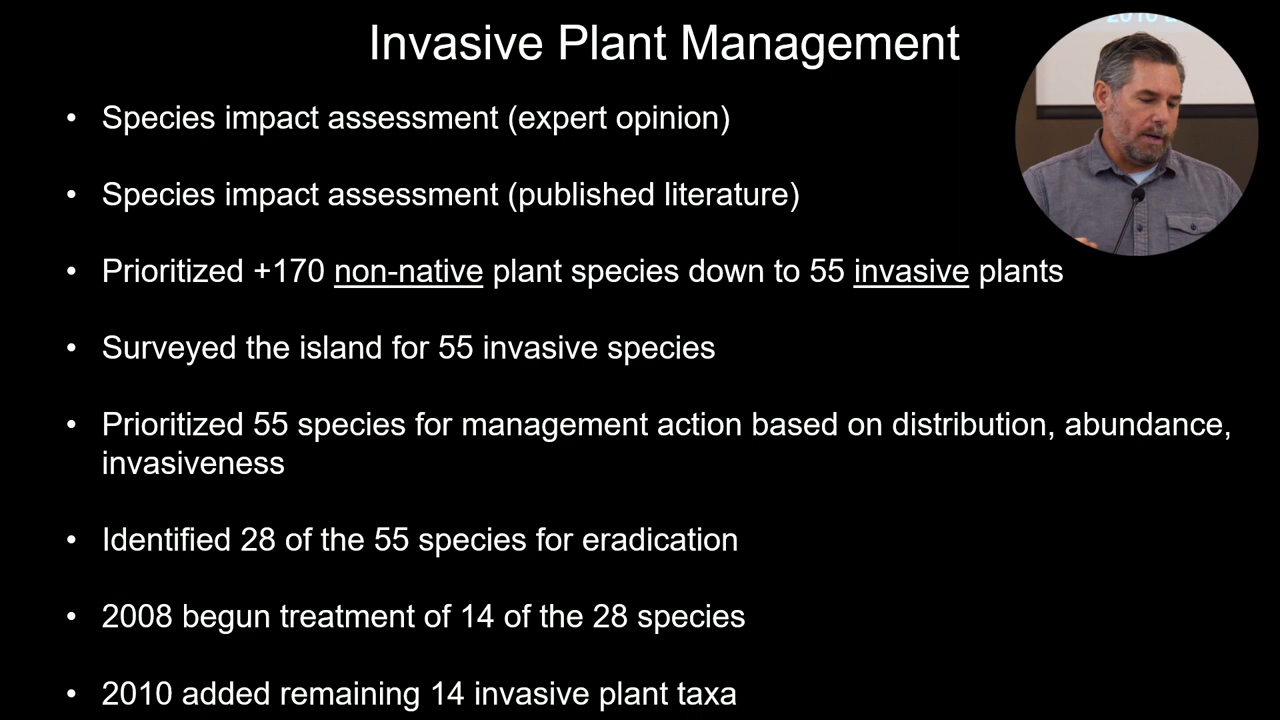 Invasive Plant Management
• Species impact assessment (expert opinion)
• Species impact assessment (published literature)
• Prioritized +170 non-native plant species down to 55 invasive plants
• Surveyed the island for 55 invasive species
• Prioritized 55 species for management action based on distribution, abundance,
invasiveness
• Identified 28 of the 55 species for eradication
• 2008 begun treatment of 14 of the 28 species
• 2010 added remaining 14 invasive plant taxa